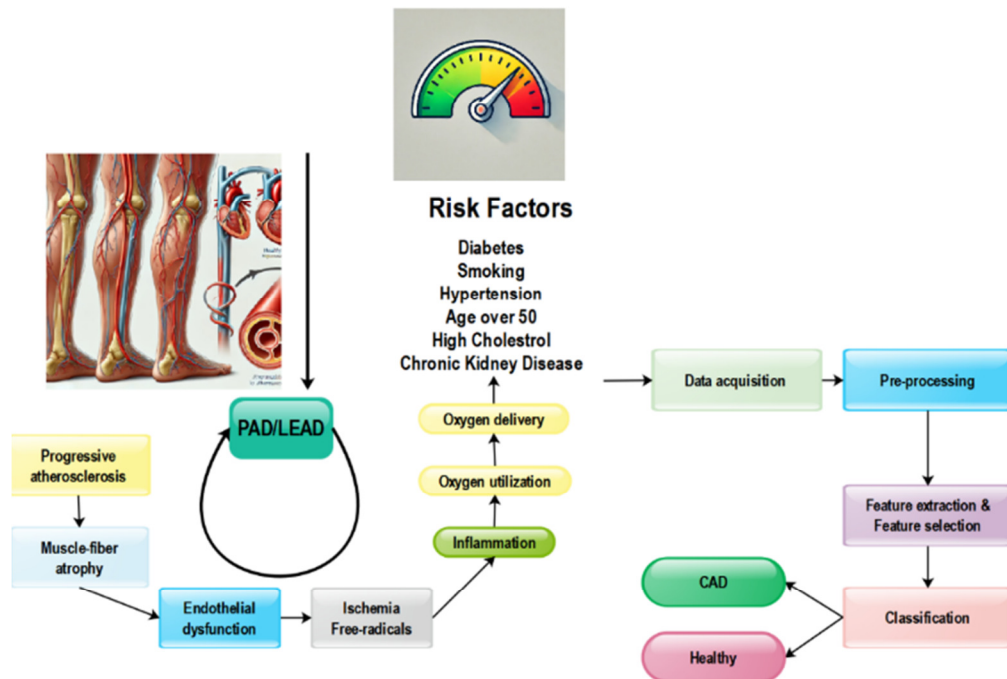 Risk Factors
Diabetes
Smoking
Hypertension
Age over 50
High Cholestrol
Chronic Kidney Disease
PAD/LEAD
Progressive
atherosclerosis
Muscle-fiber
atrophy
Endothelial
dysfunction
Ischemia
Free-radicals
Inflammation
Oxygen utilization
Oxygen delivery
Data acquisition
Pre-processing
Feature extraction &
Feature selection
Classification
CAD
Healthy